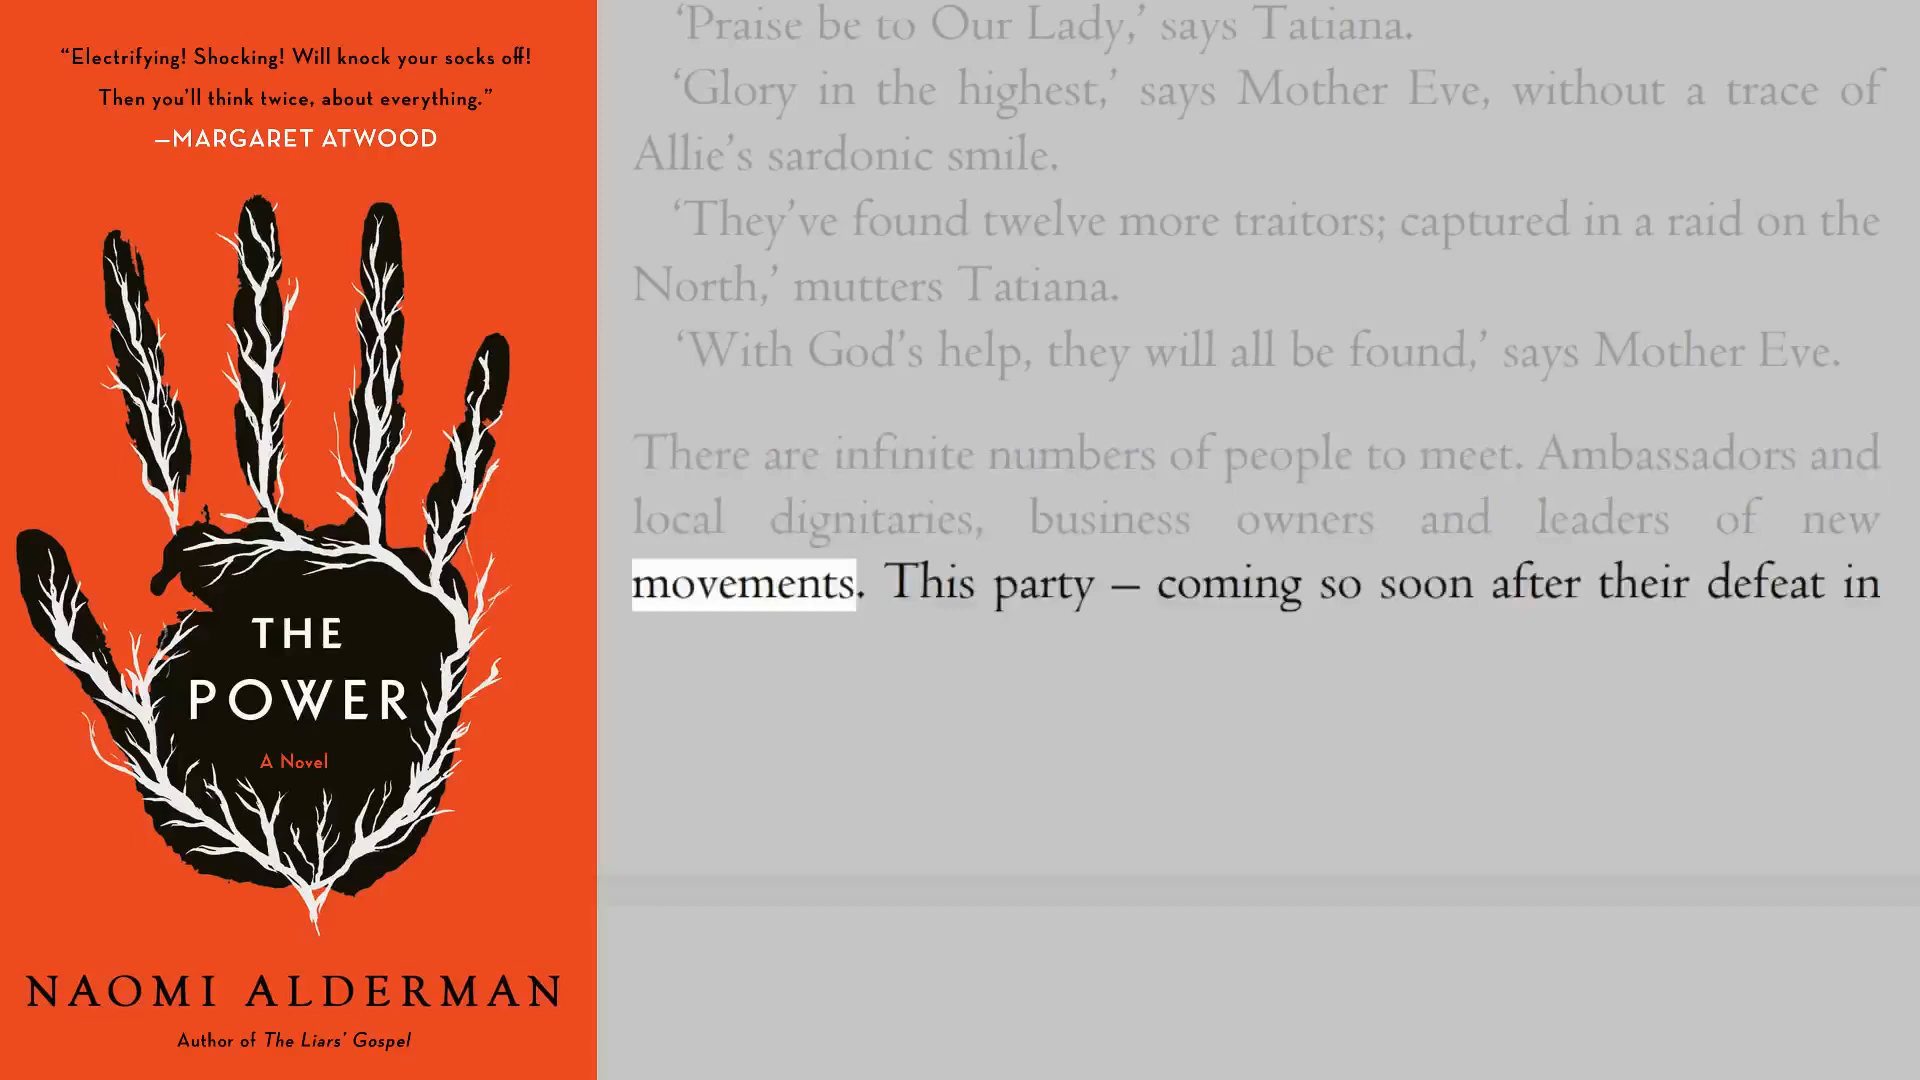 “Electrifying! Shocking! Will knock your socks off!
Then you’ll think twice, about everything.”
—MARGARET ATWOOD
THE
POWER
A Novel
NAOMI ALDERMAN
Author of The Liars’ Gospel
‘Praise be to Our Lady,’ says Tatiana.
‘Glory in the highest,’ says Mother Eve, without a trace of
Allie’s sardonic smile.
‘They’ve found twelve more traitors; captured in a raid on the
North,’ mutters Tatiana.
‘With God’s help, they will all be found,’ says Mother Eve.
There are infinite numbers of people to meet. Ambassadors and
local dignitaries, business owners and leaders of new
movements. This party – coming so soon after their defeat in